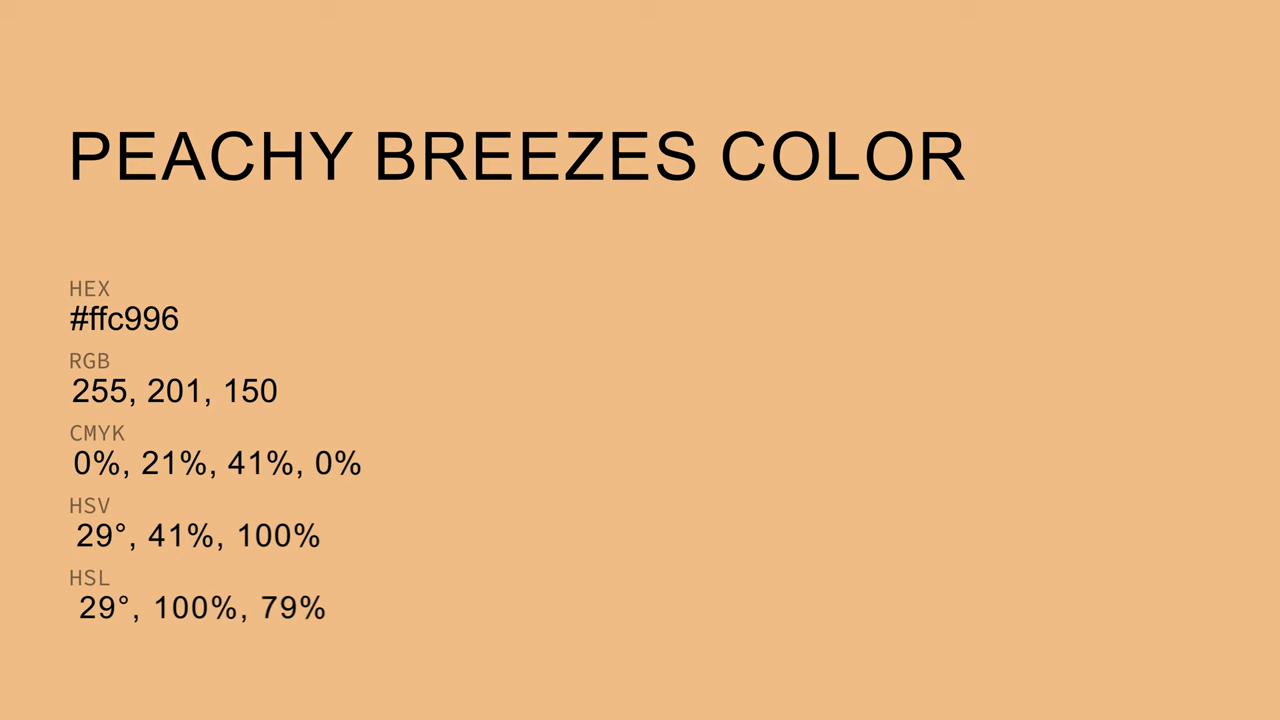 PEACHY BREEZES COLOR
HEX
#ffc996
RGB
255, 201, 150
CMYK
0%, 21%, 41%, 0%
HSV
29°, 41%, 100%
HSL
29°, 100%, 79%